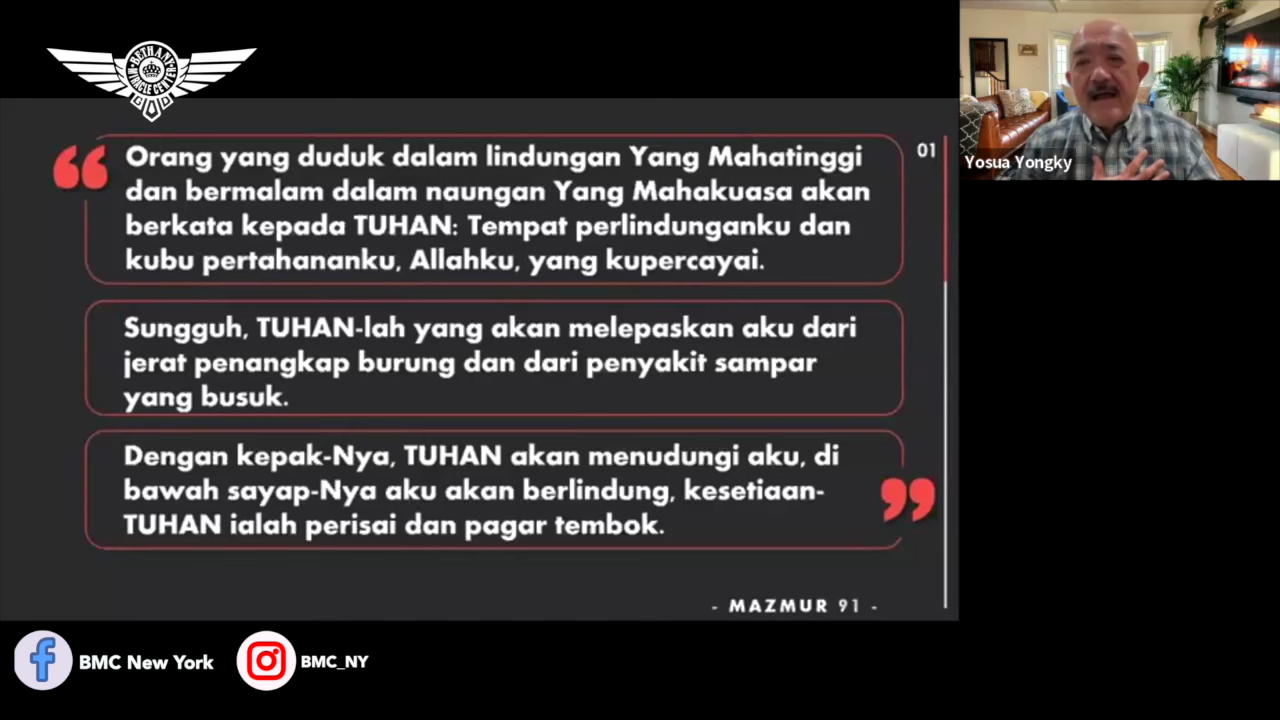 BETHANY
MIRACLE CENTER
Orang yang duduk dalam lindungan Yang Mahatinggi
dan bermalam dalam naungan Yang Mahakuasa akan
berkata kepada TUHAN: Tempat perlindunganku dan
kubu pertahananku, Allahku, yang kupercayai.
01
Sungguh, TUHAN-lah yang akan melepaskan aku dari
jerat penangkap burung dan dari penyakit sampar
yang busuk.
Dengan kepak-Nya, TUHAN akan menudungi aku, di
bawah sayap-Nya aku akan berlindung, kesetiaan-
TUHAN ialah perisai dan pagar tembok.
- MAZMUR 91 -
Yosua Yongky
BMC New York
BMC_NY